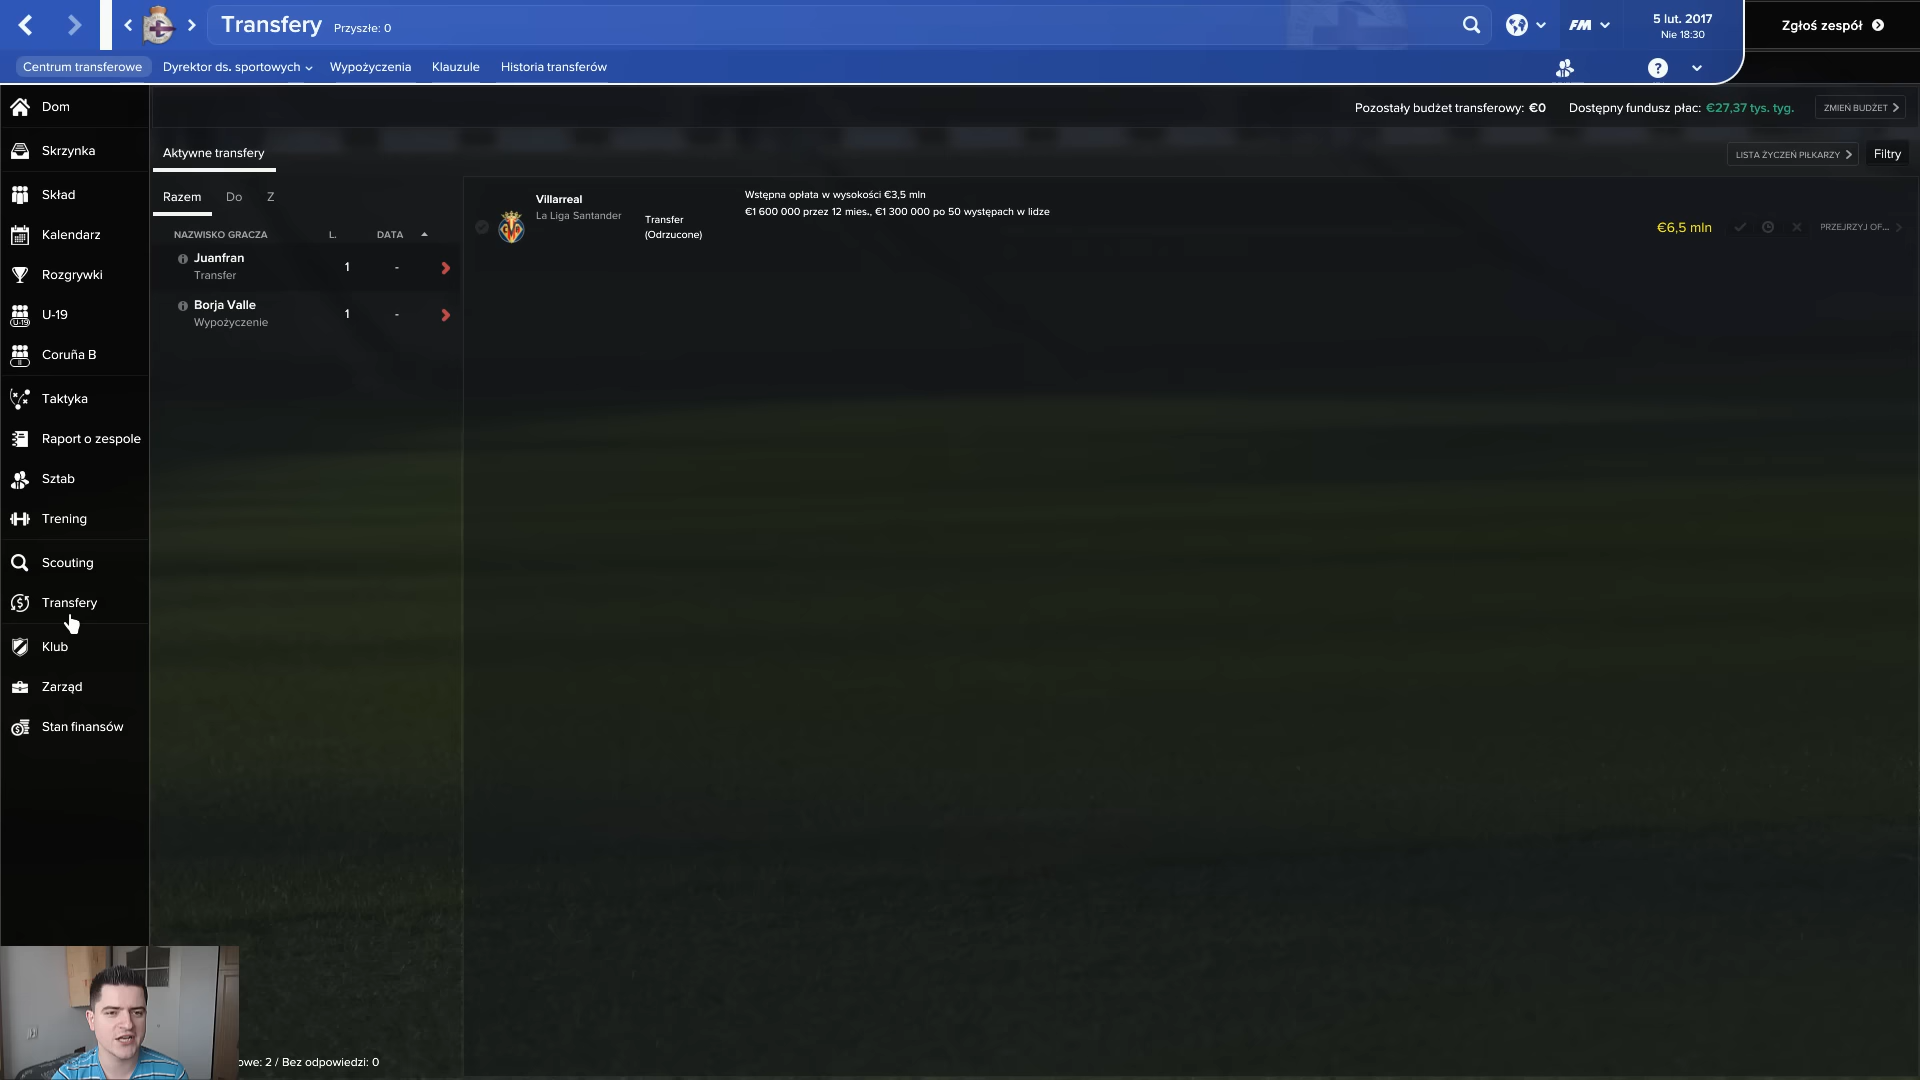 Transfery Przyszłe: 0
FM
5 lut. 2017
Nie 18:30
Zgłoś zespół
Centrum transferowe
Dyrektor ds. sportowych
Wypożyczenia
Klauzule
Historia transferów
?
Dom
Skrzynka
Skład
Kalendarz
Rozgrywki
U-19
Coruña B
Taktyka
Raport o zespole
Sztab
Trening
Scouting
Transfery
Klub
Zarząd
Stan finansów
Pozostały budżet transferowy: €0
Dostępny fundusz płac: €27,37 tys. tyg.
ZMIEŃ BUDŻET
Aktywne transfery
LISTA ŻYCZEŃ PIŁKARZY
Filtry
Razem
Do
Z
NAZWISKO GRACZA
L.
DATA
Juanfran
Transfer
1
-
Borja Valle
Wypożyczenie
1
-
Villarreal
La Liga Santander
Transfer
(Odrzucone)
Wstępna opłata w wysokości €3,5 mln
€1 600 000 przez 12 mies., €1 300 000 po 50 występach w lidze
€6,5 mln
PRZEJRZYJ OF...
owe: 2 / Bez odpowiedzi: 0